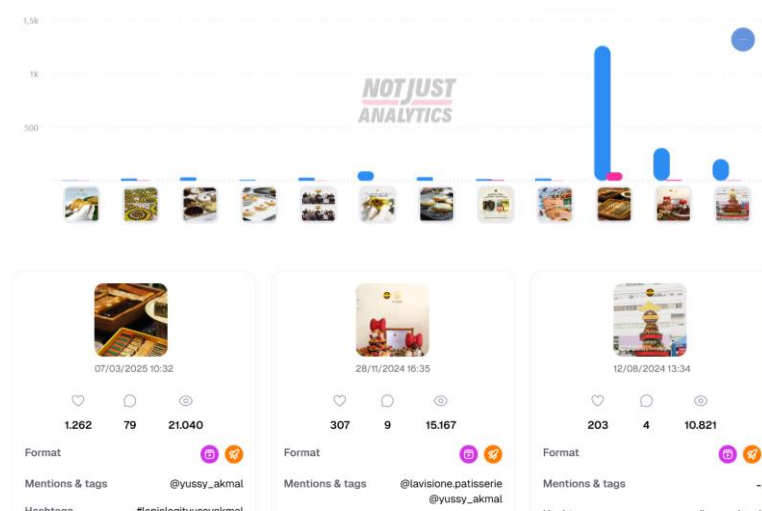 1,5k
1k
NOT JUST
ANALYTICS
500
07/03/2025 10:32
28/11/2024 16:35
12/08/2024 13:34
1.262 79 21.040
307 9 15.167
203 4 10.821
Format
Format
Format
Mentions & tags @yussy_akmal
Mentions & tags @lavisione.patisserie
@yussy_akmal
Mentions & tags -
Hashtags #lapislegityussyakmal